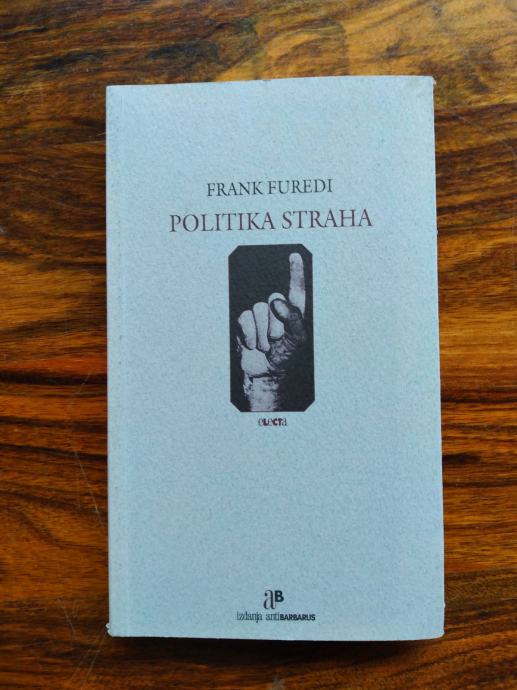 FRANK FUREDI
POLITIKA STRAHA
eLeCTa
aB
izdanja antiBARBARUS